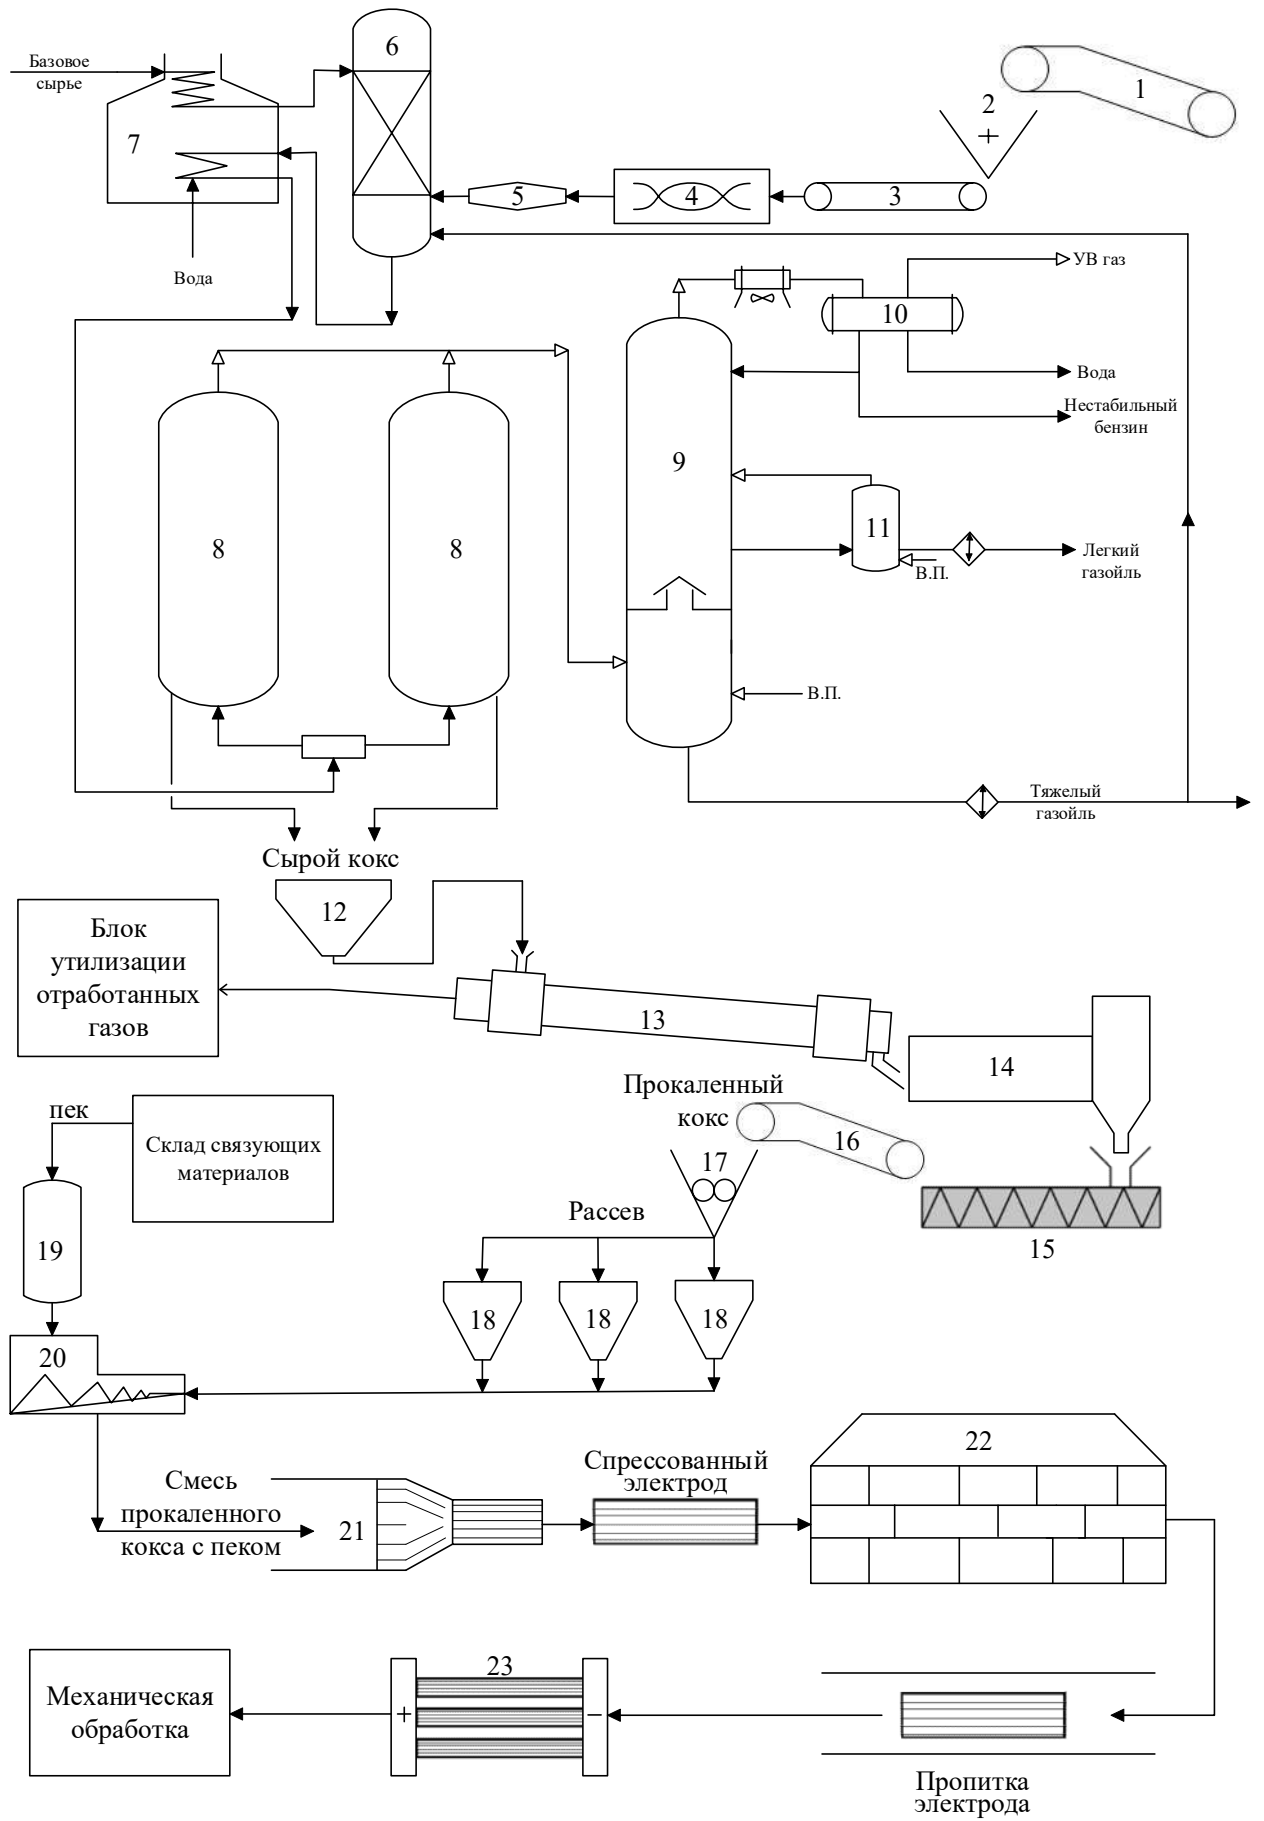 6
Базовое
сырье
1
2
+
7
5
4
3
Вода
УВ газ
10
Вода
Нестабильный
бензин
9
8
8
11
Легкий
газойль
В.П.
В.П.
Тяжелый
газойль
Сырой кокс
12
Блок
утилизации
отработанных
газов
13
14
Прокаленный
кокс
16
пек
Склад связующих
материалов
17
15
Рассев
19
18
18
18
20
22
Смесь
прокаленного
кокса с пеком
21
Спрессованный
электрод
23
Механическая
обработка
+
−
Пропитка
электрода